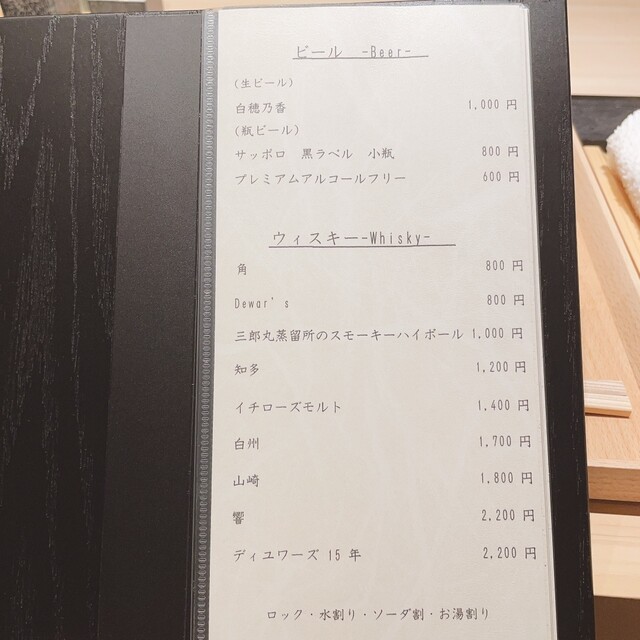 ビール -Beer-
(生ビール)
白穂乃香 1,000 円
(瓶ビール)
サッポロ 黒ラベル 小瓶 800 円
プレミアムアルコールフリー 600 円
ウィスキー-Whisky-
角 800 円
Dewar's 800 円
三郎丸蒸留所のスモーキーハイボール 1,000 円
知多 1,200 円
イチローズモルト 1,400 円
白州 1,700 円
山崎 1,800 円
響 2,200 円
ディユワーズ 15 年 2,200 円
ロック・水割り・ソーダ割・お湯割り